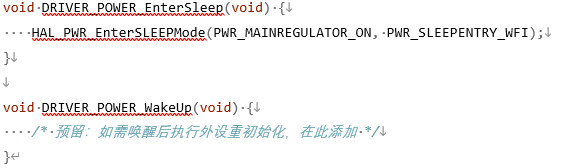 void DRIVER_POWER_EnterSleep(void) {
    HAL_PWR_EnterSLEEPMode(PWR_MAINREGULATOR_ON, PWR_SLEEPENTRY_WFI);
}

void DRIVER_POWER_WakeUp(void) {
    /* 预留：如需唤醒后执行外设重初始化，在此添加 */
}